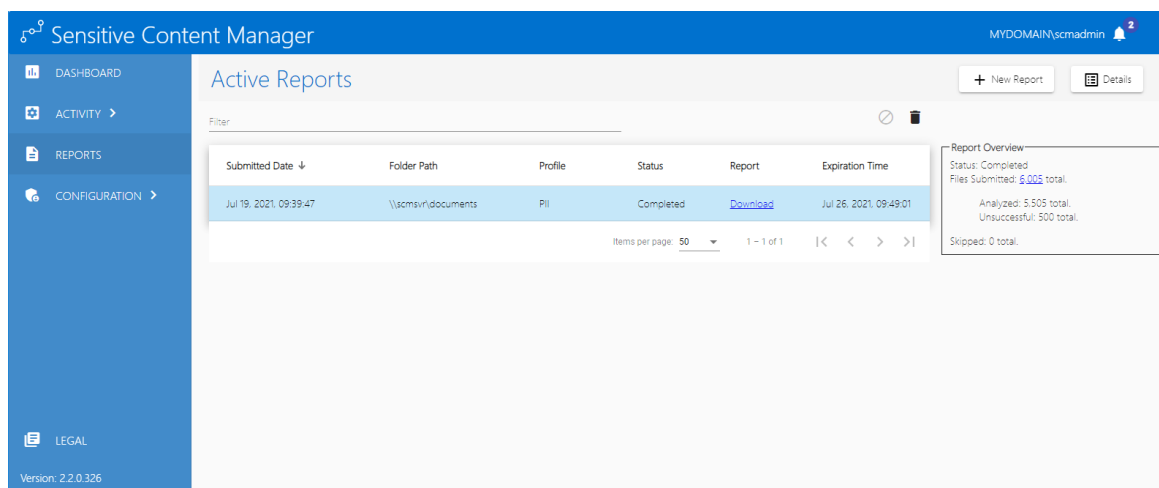 Sensitive Content Manager
MYDOMAIN\scmadmin 2
DASHBOARD
ACTIVITY >
REPORTS
CONFIGURATION >
LEGAL
Version: 2.2.0.326
Active Reports
+ New Report Details
Filter
Submitted Date ↓ Folder Path Profile Status Report Expiration Time
Jul 19, 2021, 09:39:47 \\scmsvr\documents PII Completed Download Jul 26, 2021, 09:49:01
Items per page: 50 1 – 1 of 1 |< < > >|
Report Overview
Status: Completed
Files Submitted: 6,005 total.
Analyzed: 5,505 total.
Unsuccessful: 500 total.
Skipped: 0 total.